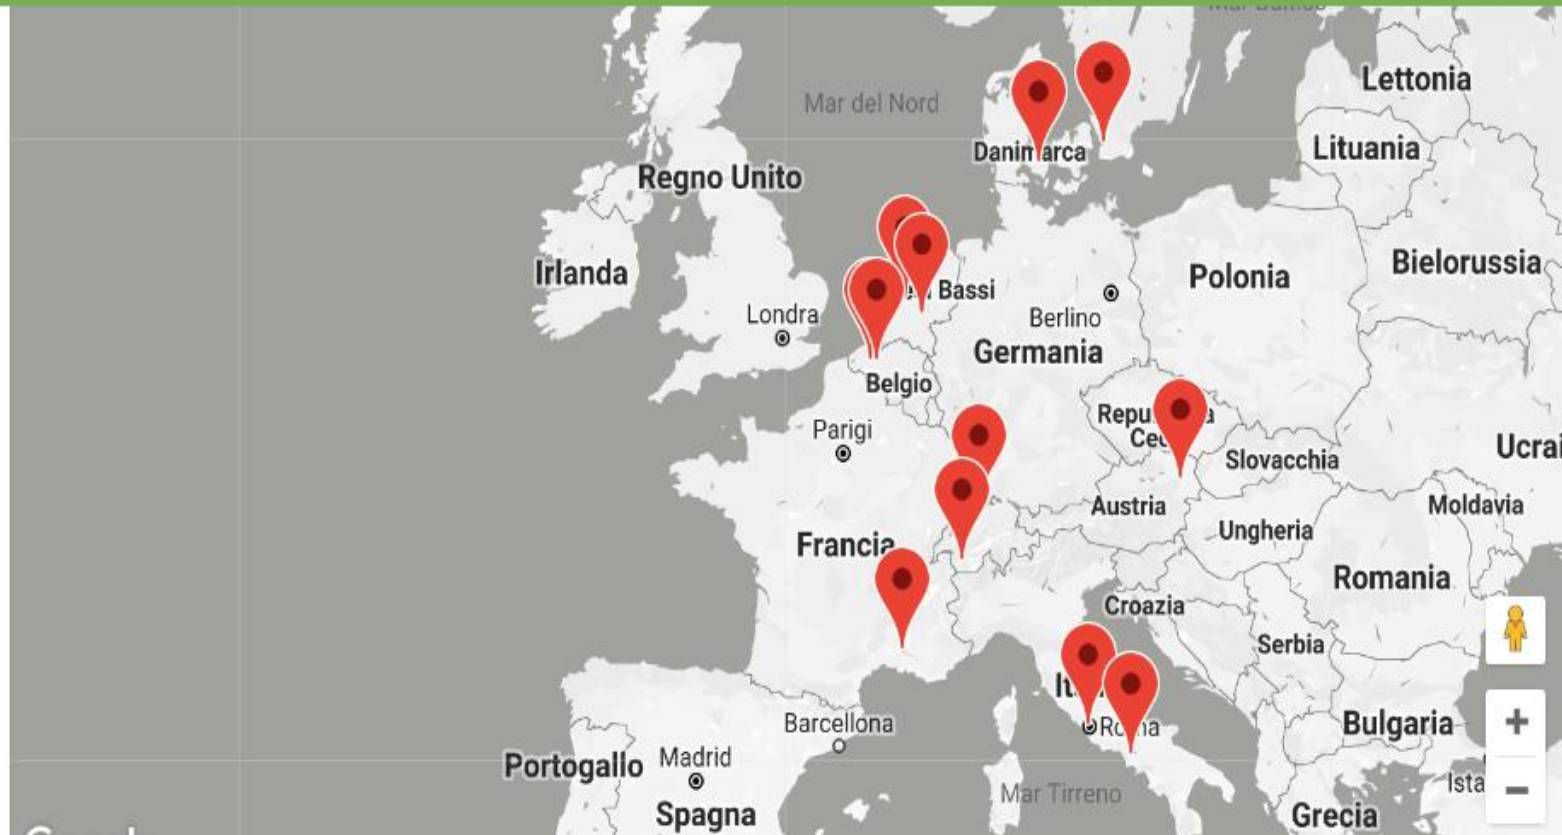 Lettonia
Mar del Nord
Danimarca
Lituania
Regno Unito
Bielorussia
Irlanda
Polonia
Bassi
Londra
Berlino
Germania
Belgio
Parigi
Slovacchia
Austria
Moldavia
Ungheria
Francia
Romania
Croazia
Serbia
Barcellona
Roma
Bulgaria
Portogallo
Madrid
Mar Tirreno
Spagna
Grecia
+
−